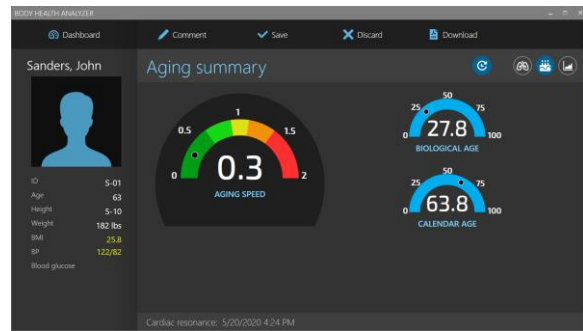 BODY HEALTH ANALYZER
Dashboard
Comment
Save
Discard
Download
Sanders, John
ID S-01
Age 63
Height 5-10
Weight 182 lbs
BMI 25.8
BP 122/82
Blood glucose
Aging summary
0
0.5
1
1.5
2
0.3
AGING SPEED
0
25
50
75
100
27.8
BIOLOGICAL AGE
0
25
50
75
100
63.8
CALENDAR AGE
Cardiac resonance: 5/20/2020 4:24 PM